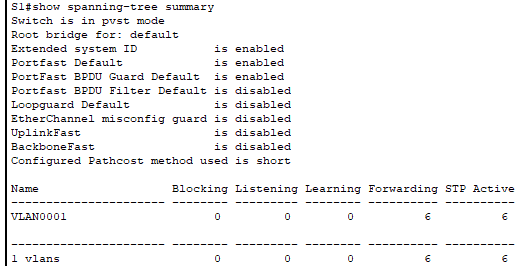 S1#show spanning-tree summary
Switch is in pvst mode
Root bridge for: default
Extended system ID           is enabled
Portfast Default             is enabled
PortFast BPDU Guard Default  is enabled
Portfast BPDU Filter Default is disabled
Loopguard Default            is disabled
EtherChannel misconfig guard is disabled
UplinkFast                   is disabled
BackboneFast                 is disabled
Configured Pathcost method used is short
Name                   Blocking Listening Learning Forwarding STP Active
---------------------- -------- --------- -------- ---------- ----------
VLAN0001                     0         0        0          6          6
---------------------- -------- --------- -------- ---------- ----------
1 vlans                      0         0        0          6          6